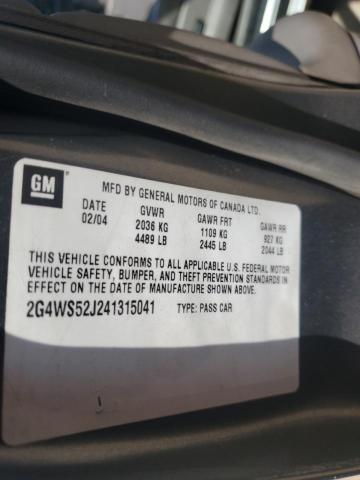 GM
MFD BY GENERAL MOTORS OF CANADA LTD.
DATE GVWR GAWR FRT GAWR RR
02/04 2036 KG 1109 KG 927 KG
4489 LB 2445 LB 2044 LB
THIS VEHICLE CONFORMS TO ALL APPLICABLE U.S. FEDERAL MOTOR
VEHICLE SAFETY, BUMPER, AND THEFT PREVENTION STANDARDS IN
EFFECT ON THE DATE OF MANUFACTURE SHOWN ABOVE.
2G4WS52J241315041 TYPE: PASS CAR